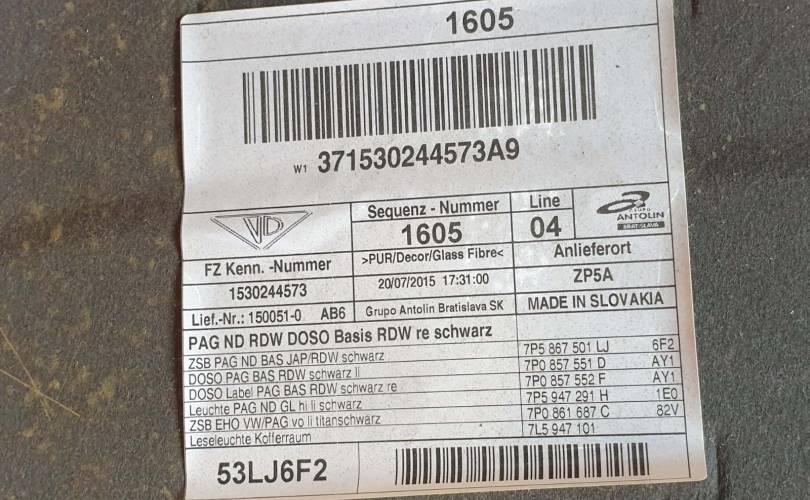 1605
W1 371530244573A9
VTD
Sequenz - Nummer
Line
1605
04
GRUPO
ANTOLIN
BRATISLAVA
FZ Kenn. -Nummer
>PUR/Decor/Glass Fibre<
Anlieferort
1530244573
20/07/2015 17:31:00
ZP5A
Lief.-Nr.: 150051-0 AB6
Grupo Antolin Bratislava SK
MADE IN SLOVAKIA
PAG ND RDW DOSO Basis RDW re schwarz
ZSB PAG ND BAS JAP/RDW schwarz 7P5 867 501 LJ 6F2
DOSO PAG BAS RDW schwarz li 7P0 857 551 D AY1
DOSO Label PAG BAS RDW schwarz re 7P0 857 552 F AY1
Leuchte PAG ND GL hi li schwarz 7P5 947 291 H 1E0
ZSB EHO VW/PAG vo li titanschwarz 7P0 861 687 C 82V
Leseleuchte Kofferraum 7L5 947 101
53LJ6F2